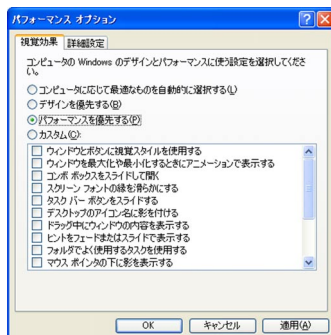 パフォーマンス オプション
視覚効果 詳細設定
コンピュータの Windows のデザインとパフォーマンスに使う設定を選択してくださ
い。
コンピュータに応じて最適なものを自動的に選択する(L)
デザインを優先する(B)
パフォーマンスを優先する(P)
カスタム(C):
ウィンドウとボタンに視覚スタイルを使用する
ウィンドウを最大化や最小化するときにアニメーションで表示する
コンボ ボックスをスライドして開く
スクリーン フォントの縁を滑らかにする
タスク バー ボタンをスライドする
デスクトップのアイコン名に影を付ける
ドラッグ中にウィンドウの内容を表示する
ヒントをフェードまたはスライドで表示する
フォルダでよく使用するタスクを使用する
マウス ポインタの下に影を表示する
OK キャンセル 適用(A)